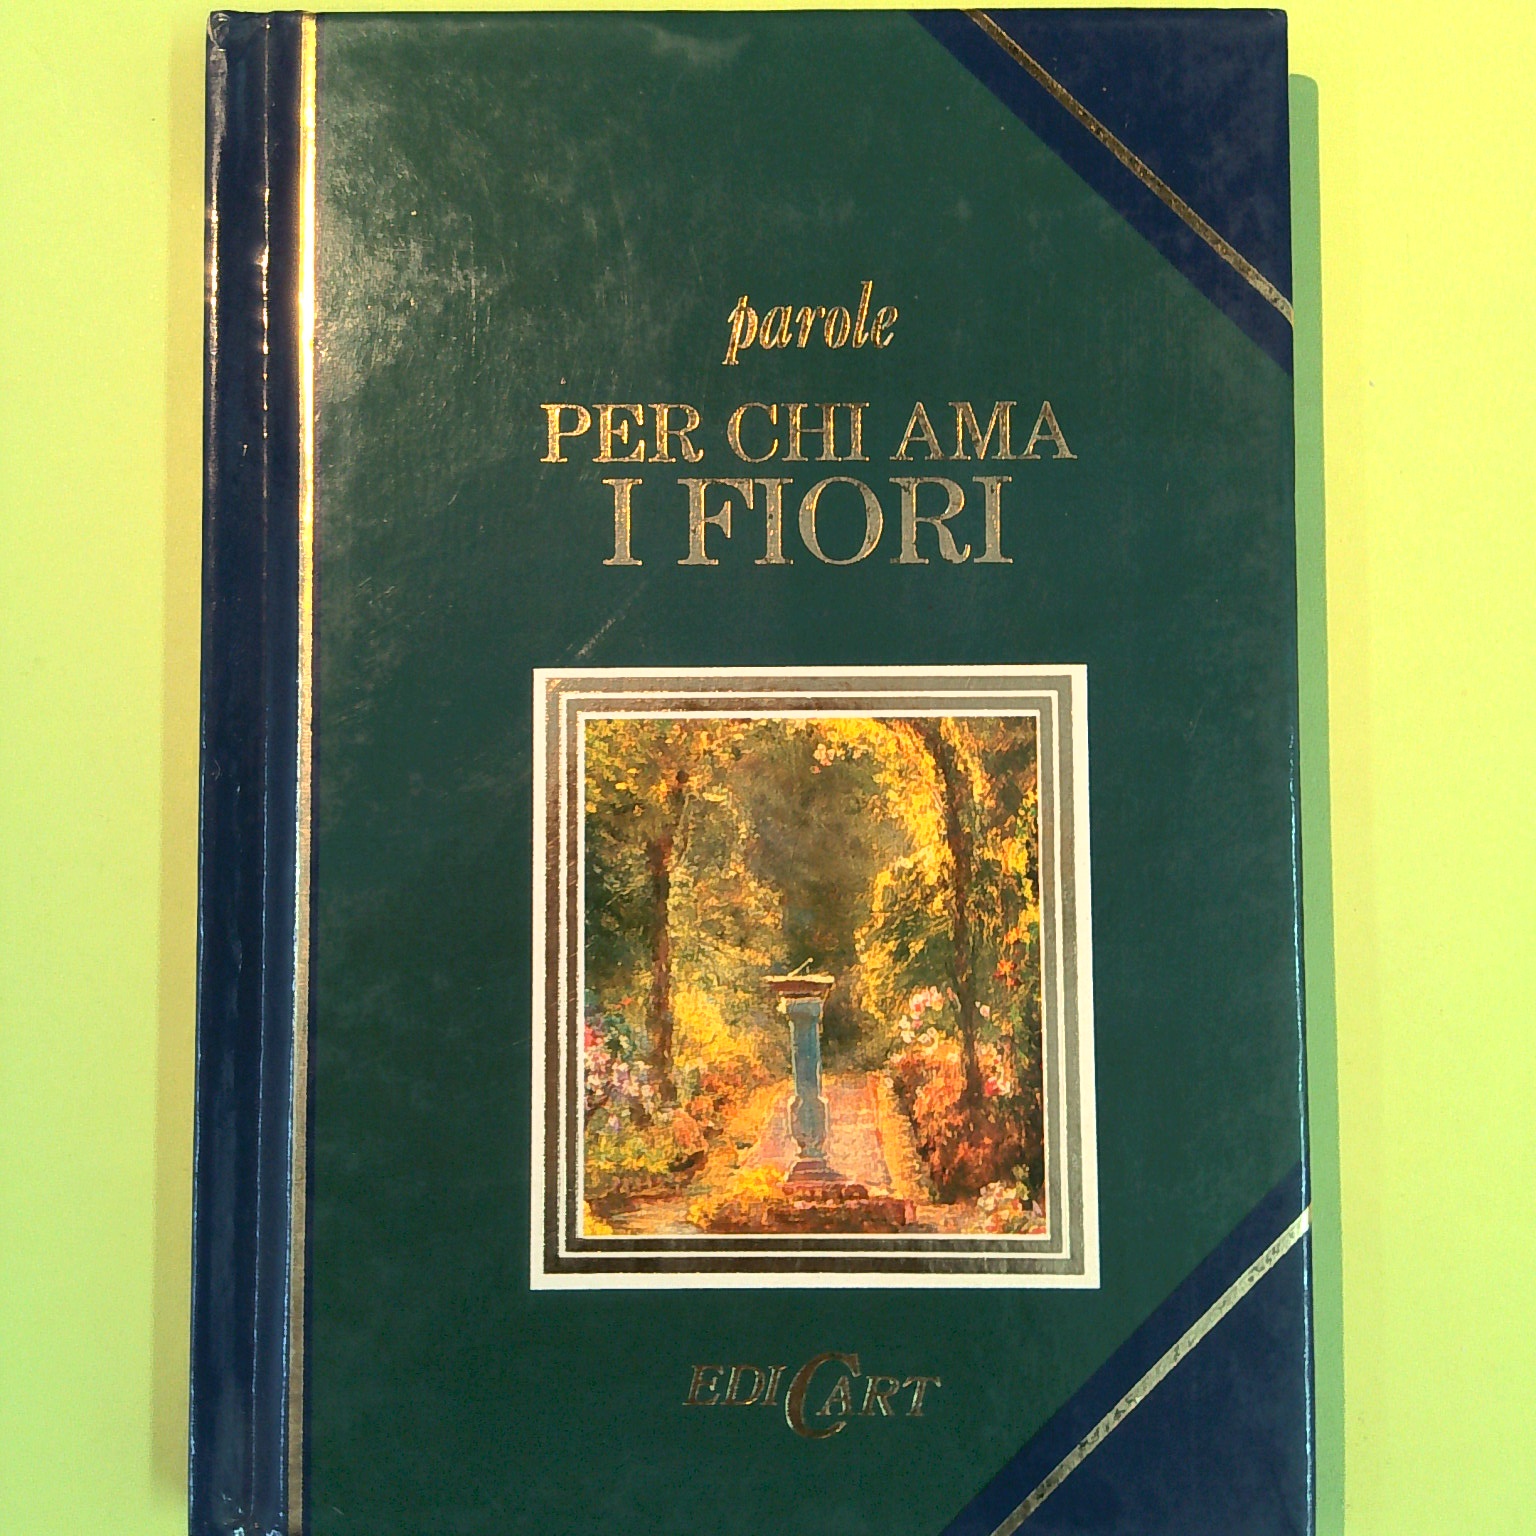 parole
PER CHI AMA
I FIORI
EDICART